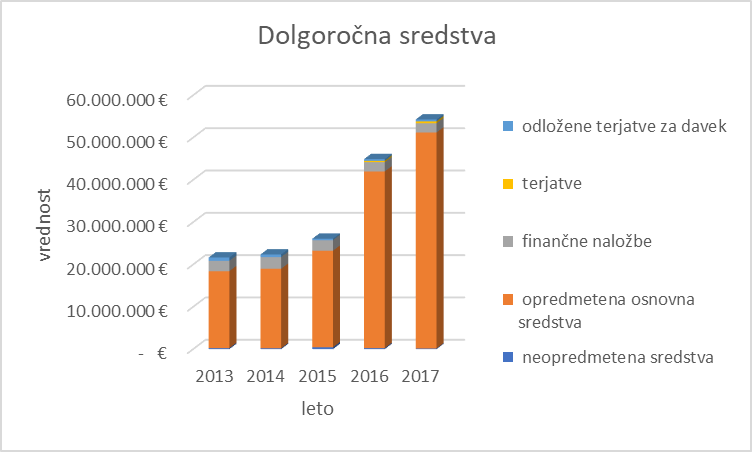 Dolgoročna sredstva
vrednost
60.000.000 €
50.000.000 €
40.000.000 €
30.000.000 €
20.000.000 €
10.000.000 €
- €
2013 2014 2015 2016 2017
leto
odložene terjatve za davek
terjatve
finančne naložbe
opredmetena osnovna
sredstva
neopredmetena sredstva